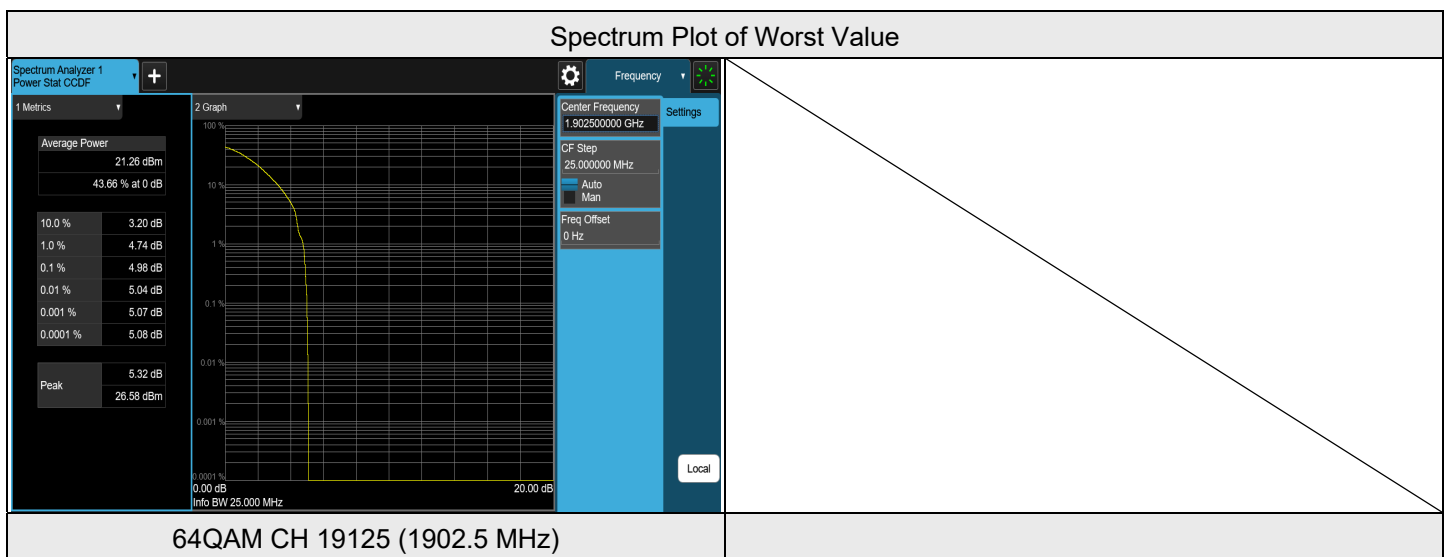 Spectrum Plot of Worst Value
Spectrum Analyzer 1
Power Stat CCDF
+
Frequency
1 Metrics
Average Power
21.26 dBm
43.66 % at 0 dB
10.0 % 3.20 dB
1.0 % 4.74 dB
0.1 % 4.98 dB
0.01 % 5.04 dB
0.001 % 5.07 dB
0.0001 % 5.08 dB
Peak
5.32 dB
26.58 dBm
2 Graph
100 %
10 %
1 %
0.1 %
0.01 %
0.001 %
0.0001 %
0.00 dB 20.00 dB
Info BW 25.000 MHz
Center Frequency
1.902500000 GHz
CF Step
25.000000 MHz
Auto
Man
Freq Offset
0 Hz
Settings
Local
64QAM CH 19125 (1902.5 MHz)